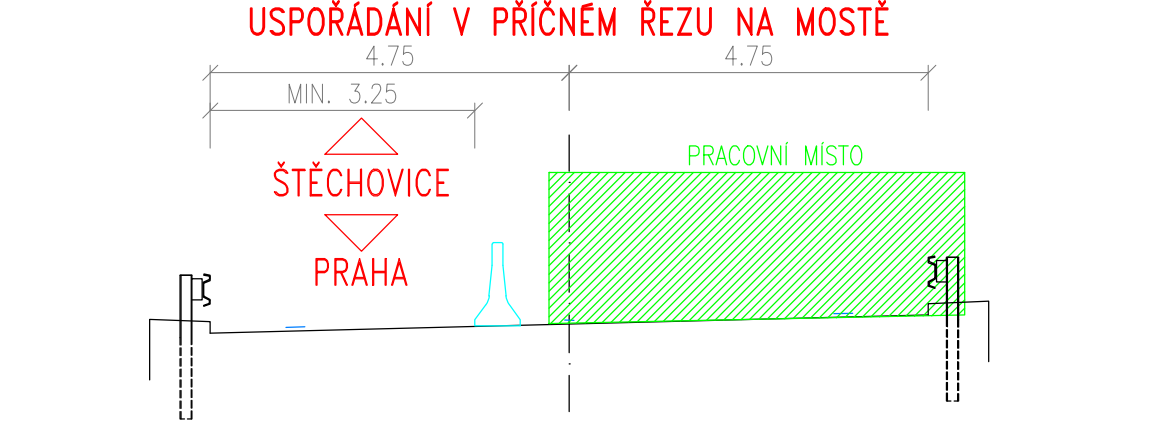 USPOŘÁDÁNÍ V PŘÍČNÉM ŘEZU NA MOSTĚ
4.75 4.75
MIN. 3.25
PRACOVNÍ MÍSTO
ŠTĚCHOVICE
PRAHA